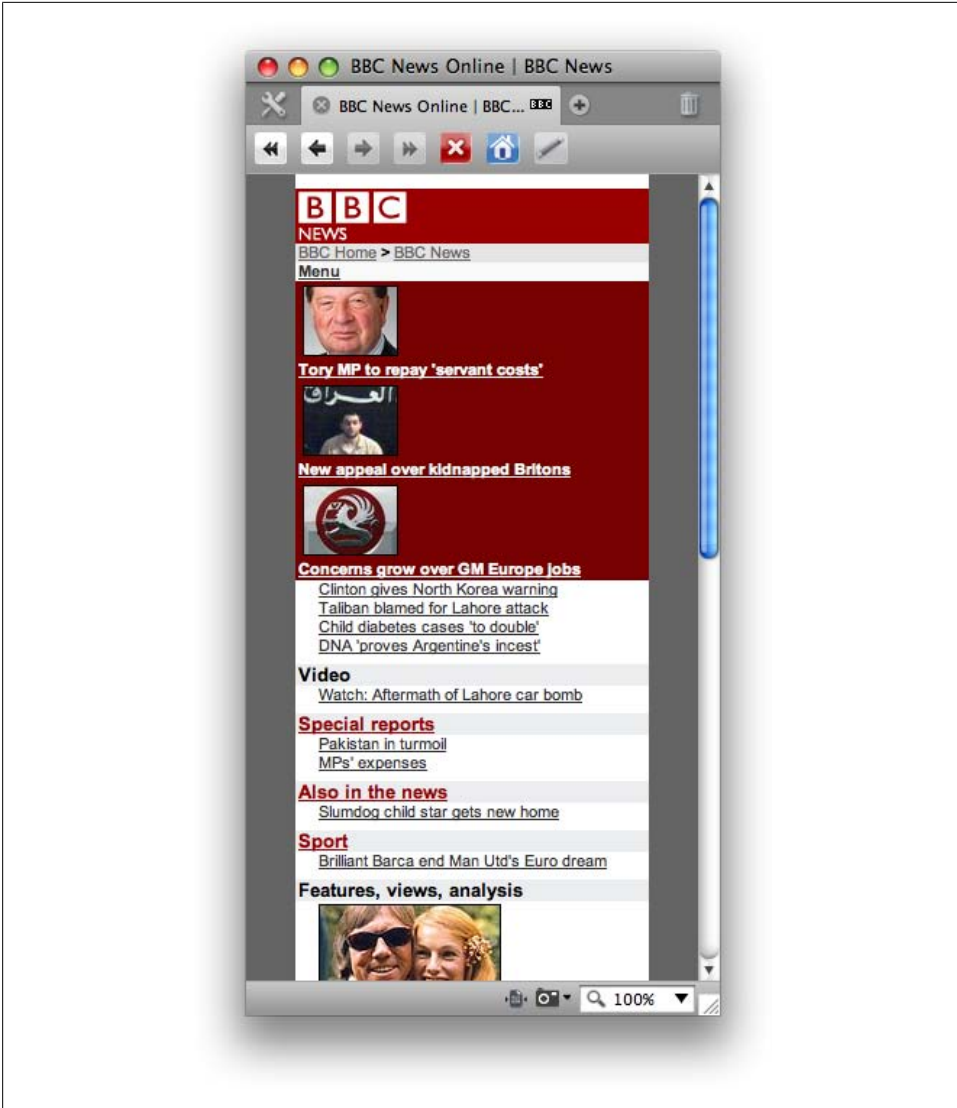 BBC News Online | BBC News
BBC News Online | BBC... BBC
BBC
NEWS
BBC Home > BBC News
Menu
Tory MP to repay 'servant costs'
العراق
New appeal over kidnapped Britons
Concerns grow over GM Europe jobs
Clinton gives North Korea warning
Taliban blamed for Lahore attack
Child diabetes cases 'to double'
DNA 'proves Argentine's incest'
Video
Watch: Aftermath of Lahore car bomb
Special reports
Pakistan in turmoil
MPs' expenses
Also in the news
Slumdog child star gets new home
Sport
Brilliant Barca end Man Utd's Euro dream
Features, views, analysis
100%